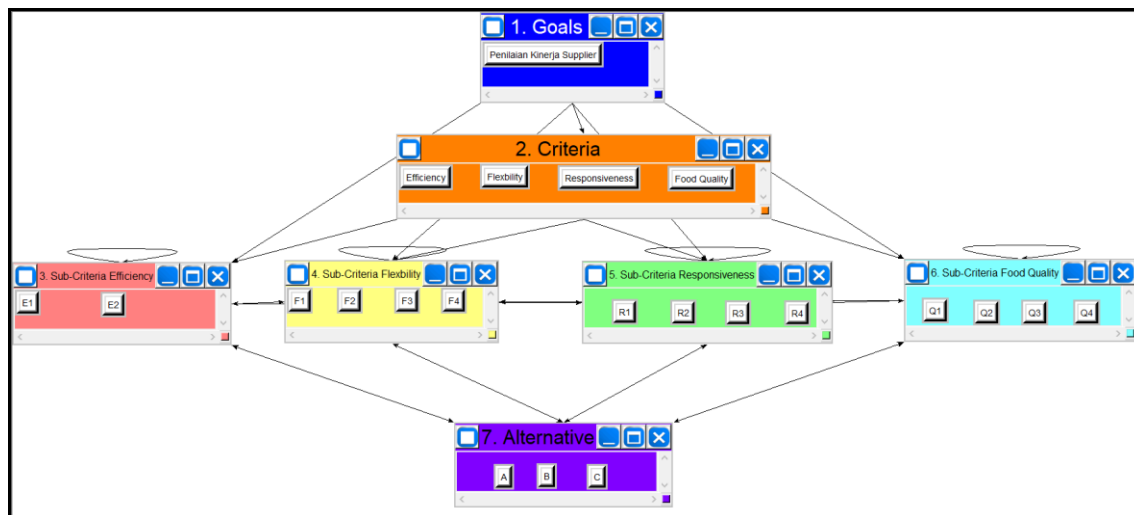 1. Goals
Penilaian Kinerja Supplier
2. Criteria
Efficiency Flexbility Responsiveness Food Quality
3. Sub-Criteria Efficiency
E1 E2
4. Sub-Criteria Flexbility
F1 F2 F3 F4
5. Sub-Criteria Responsiveness
R1 R2 R3 R4
6. Sub-Criteria Food Quality
Q1 Q2 Q3 Q4
7. Alternative
A B C